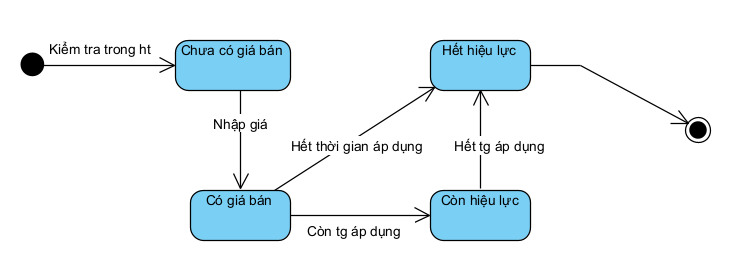 Kiểm tra trong ht
Chưa có giá bán
Hết hiệu lực
Nhập giá
Hết thời gian áp dụng
Hết tg áp dụng
Có giá bán
Còn hiệu lực
Còn tg áp dụng